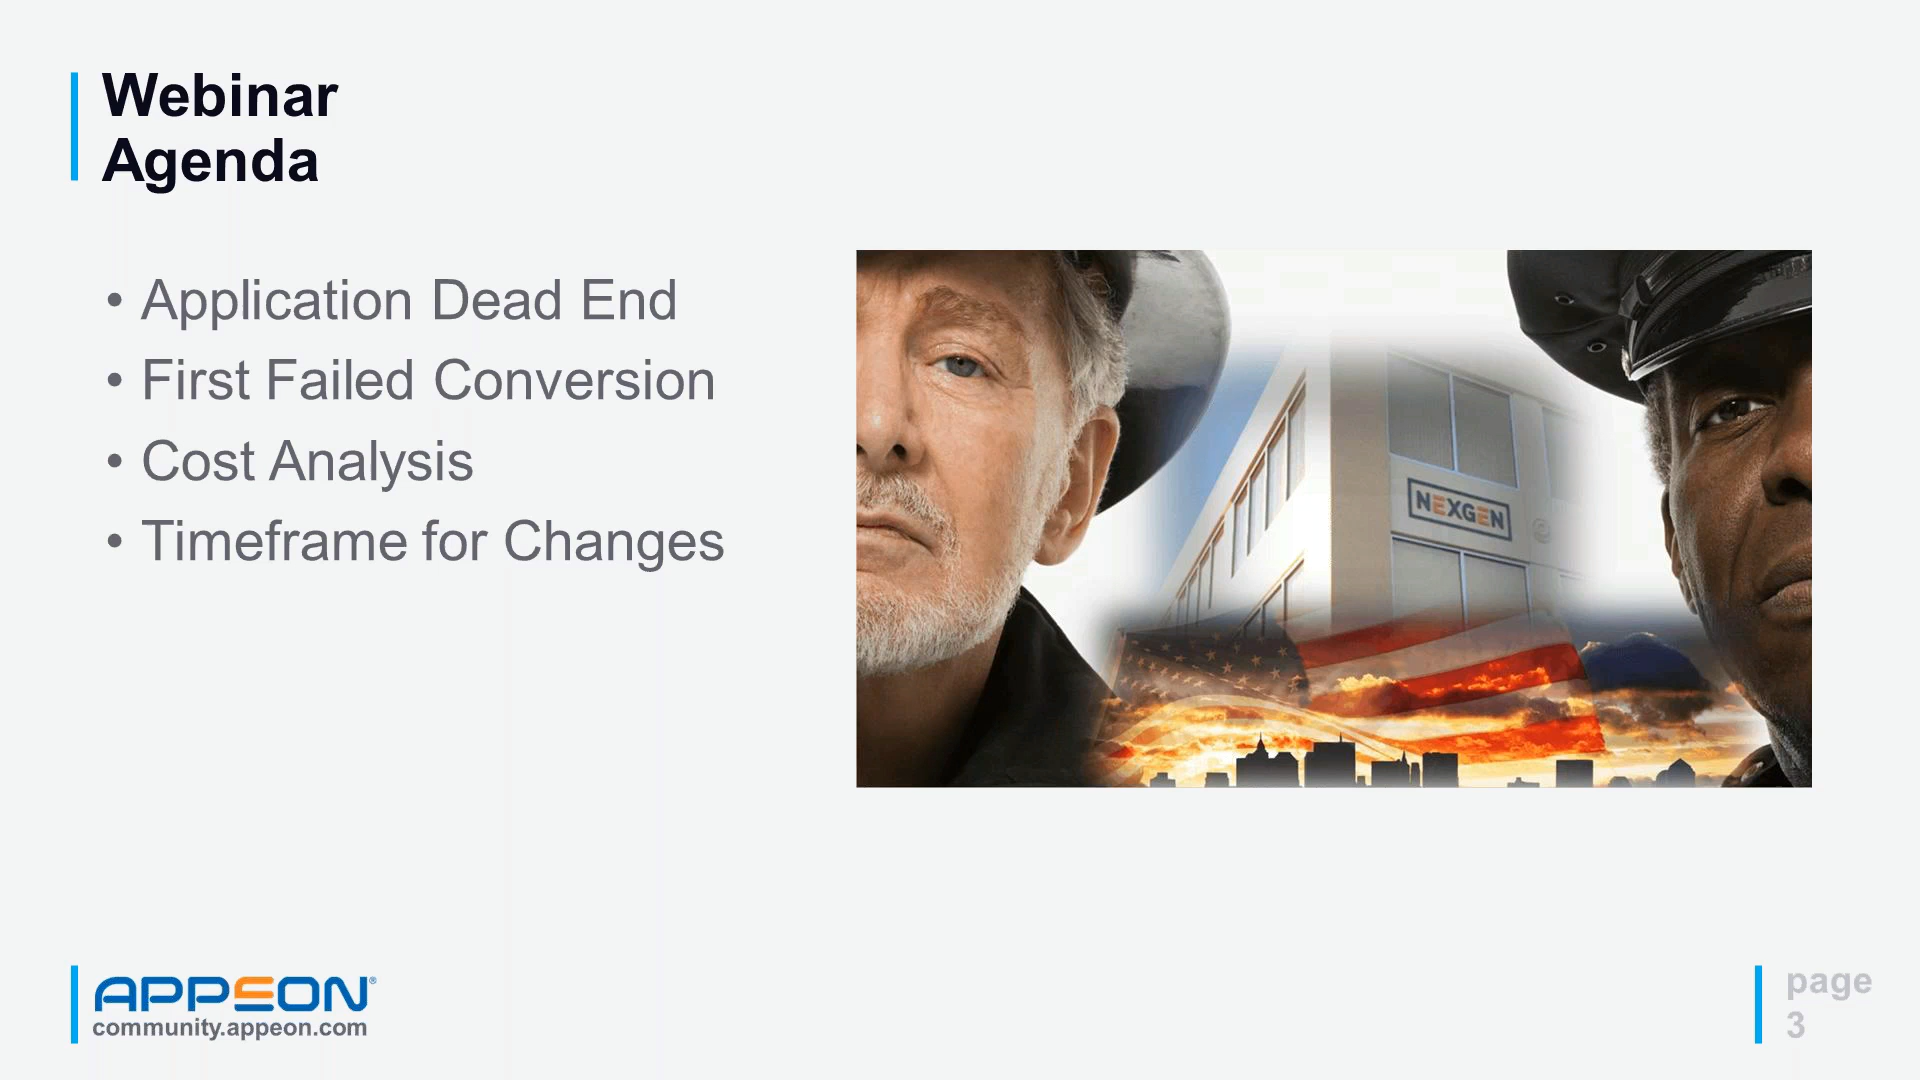 Webinar
Agenda
• Application Dead End
• First Failed Conversion
• Cost Analysis
• Timeframe for Changes
NEXGEN
APPEON®
community.appeon.com
page
3